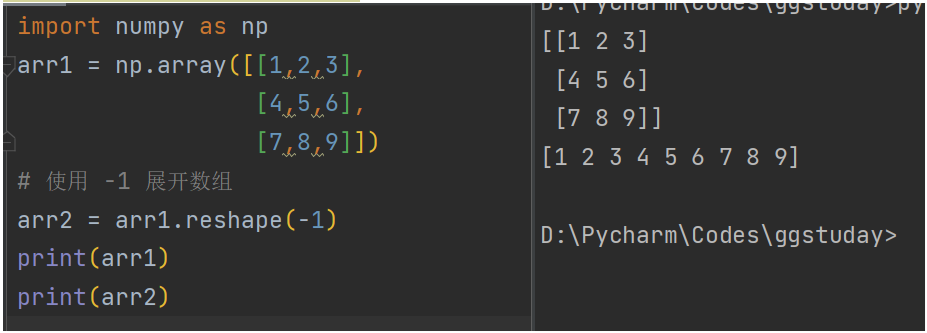 import numpy as np
arr1 = np.array([[1,2,3],
[4,5,6],
[7,8,9]])
# 使用 -1 展开数组
arr2 = arr1.reshape(-1)
print(arr1)
print(arr2)
D:\Pycharm\Codes\ggstuday>py
[[1 2 3]
[4 5 6]
[7 8 9]]
[1 2 3 4 5 6 7 8 9]
D:\Pycharm\Codes\ggstuday>